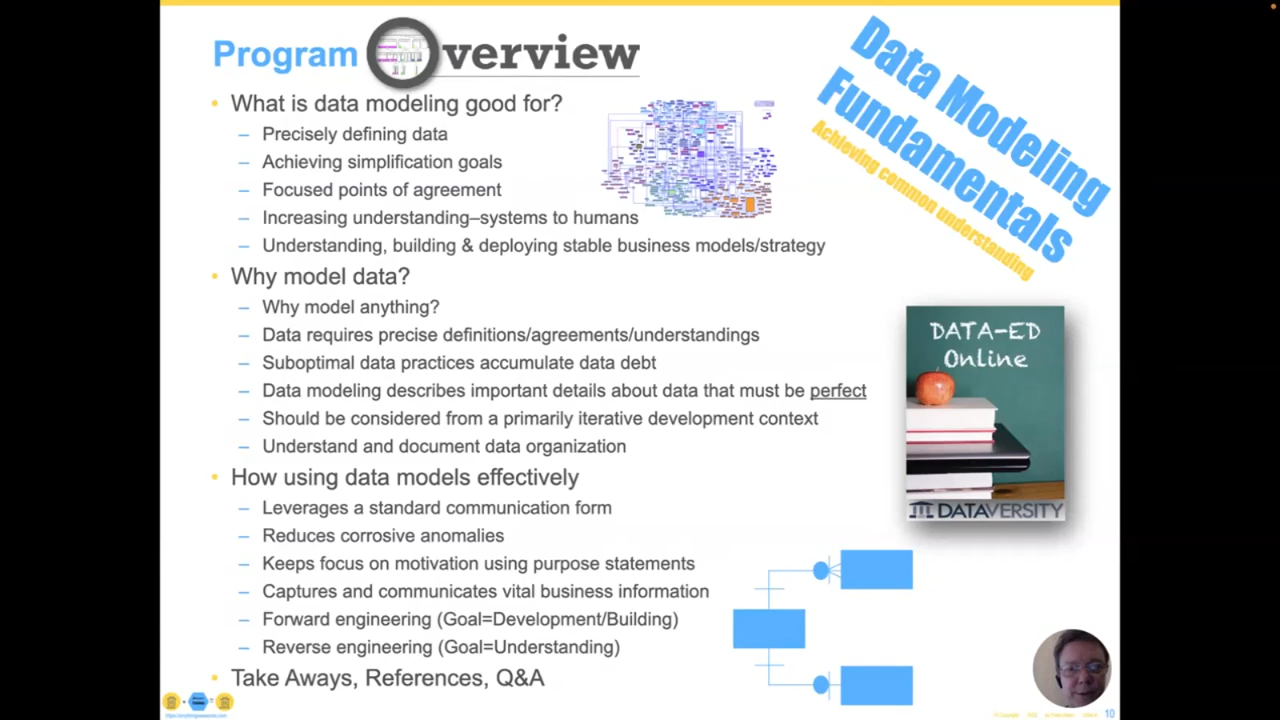 Program Overview
• What is data modeling good for?
– Precisely defining data
– Achieving simplification goals
– Focused points of agreement
– Increasing understanding–systems to humans
– Understanding, building & deploying stable business models/strategy
• Why model data?
– Why model anything?
– Data requires precise definitions/agreements/understandings
– Suboptimal data practices accumulate data debt
– Data modeling describes important details about data that must be perfect
– Should be considered from a primarily iterative development context
– Understand and document data organization
• How using data models effectively
– Leverages a standard communication form
– Reduces corrosive anomalies
– Keeps focus on motivation using purpose statements
– Captures and communicates vital business information
– Forward engineering (Goal=Development/Building)
– Reverse engineering (Goal=Understanding)
• Take Aways, References, Q&A
Data Modeling
Fundamentals
Achieving common understanding
DATA-ED
Online
DATAVERSITY
10